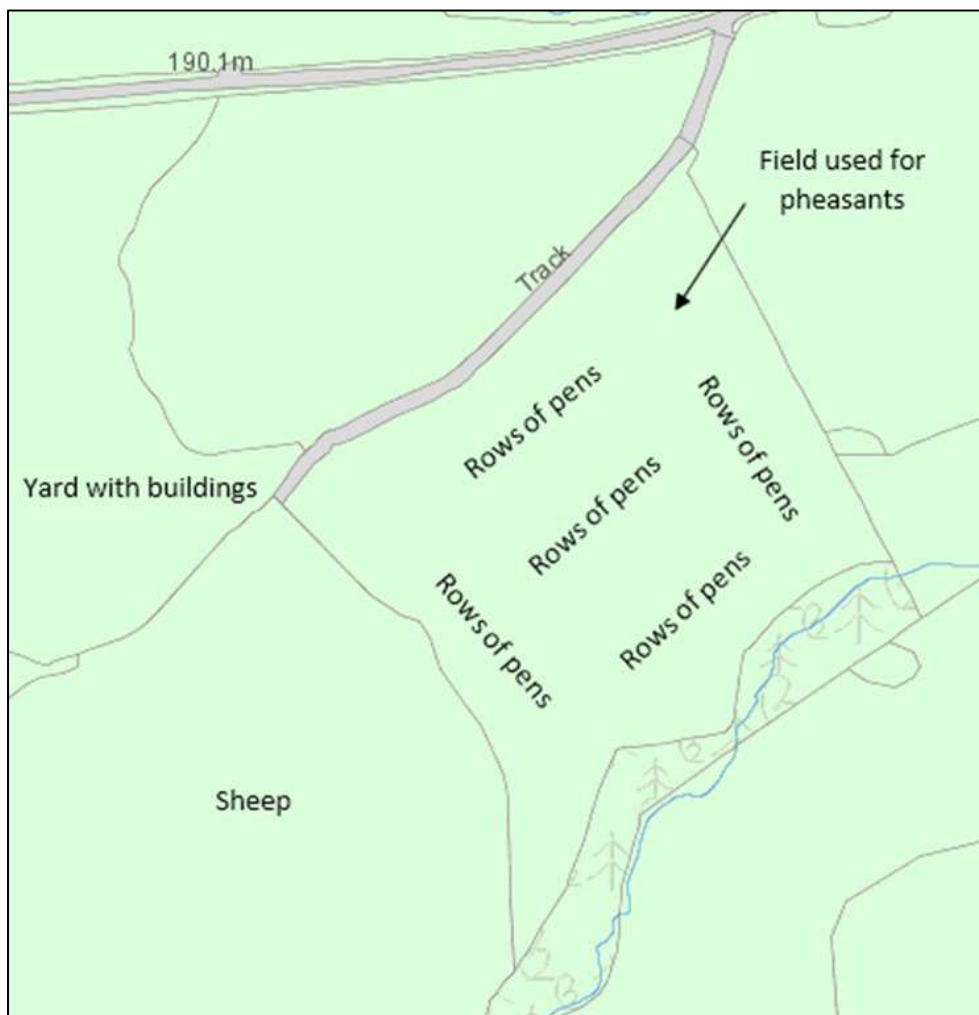 190.1m
Field used for
pheasants
Track
Rows of pens
Rows of pens
Rows of pens
Yard with buildings
Rows of pens
Rows of pens
Sheep